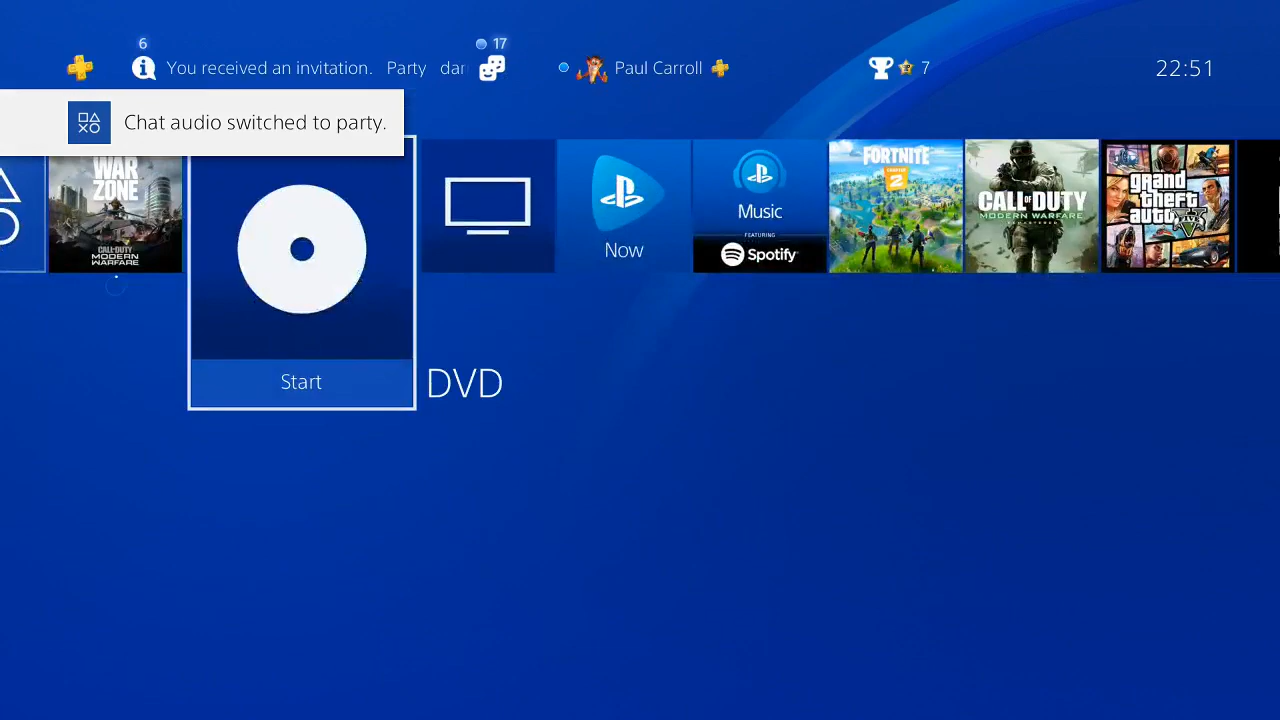 6
You received an invitation. Party dar
17
Paul Carroll
7
22:51
Chat audio switched to party.
WAR
ZONE
CALL OF DUTY
MODERN
WARFARE
Start
DVD
Now
Music
FEATURING
Spotify
FORTNITE
CHAPTER
2
CALL OF DUTY
MODERN WARFARE
REMASTERED
grand
theft
auto
V